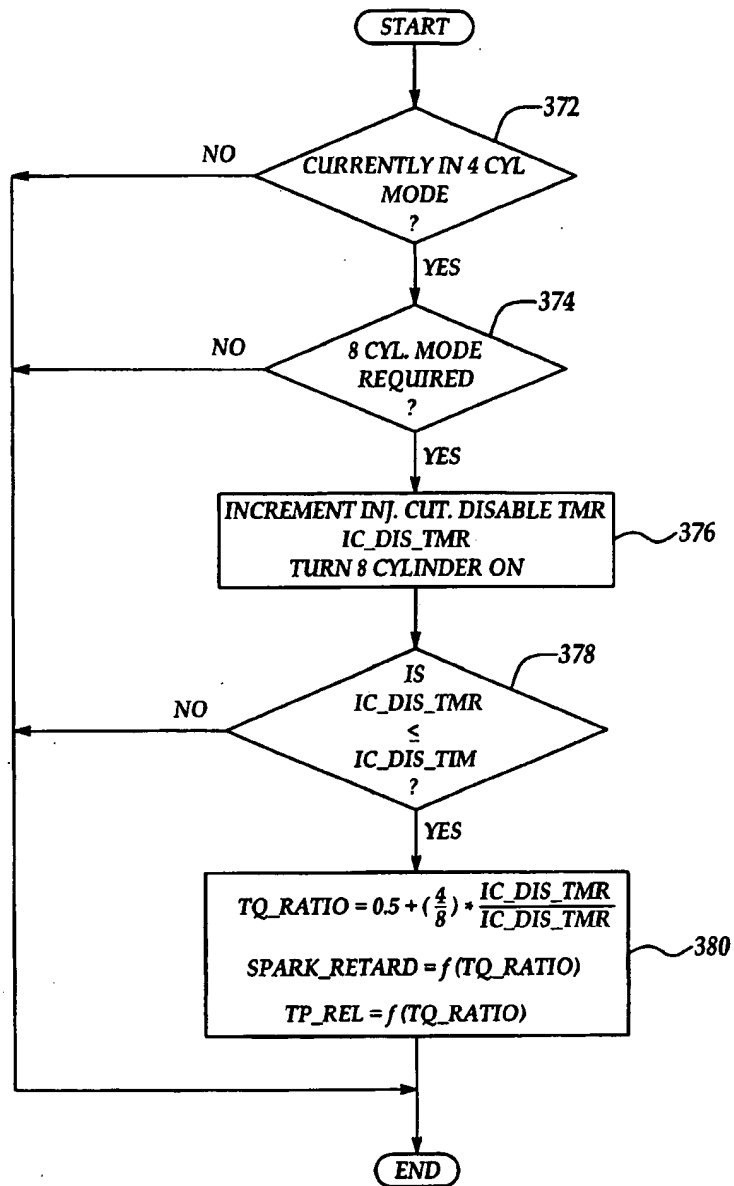 START
372
NO
CURRENTLY IN 4 CYL
MODE
?
YES
374
NO
8 CYL. MODE
REQUIRED
?
YES
INCREMENT INJ. CUT. DISABLE TMR
IC_DIS_TMR
TURN 8 CYLINDER ON
376
378
IS
IC_DIS_TMR
≤
IC_DIS_TIM
?
NO
YES
TQ_RATIO = 0.5 + (4/8) * IC_DIS_TMR/IC_DIS_TMR
SPARK_RETARD = f (TQ_RATIO)
TP_REL = f (TQ_RATIO)
380
END